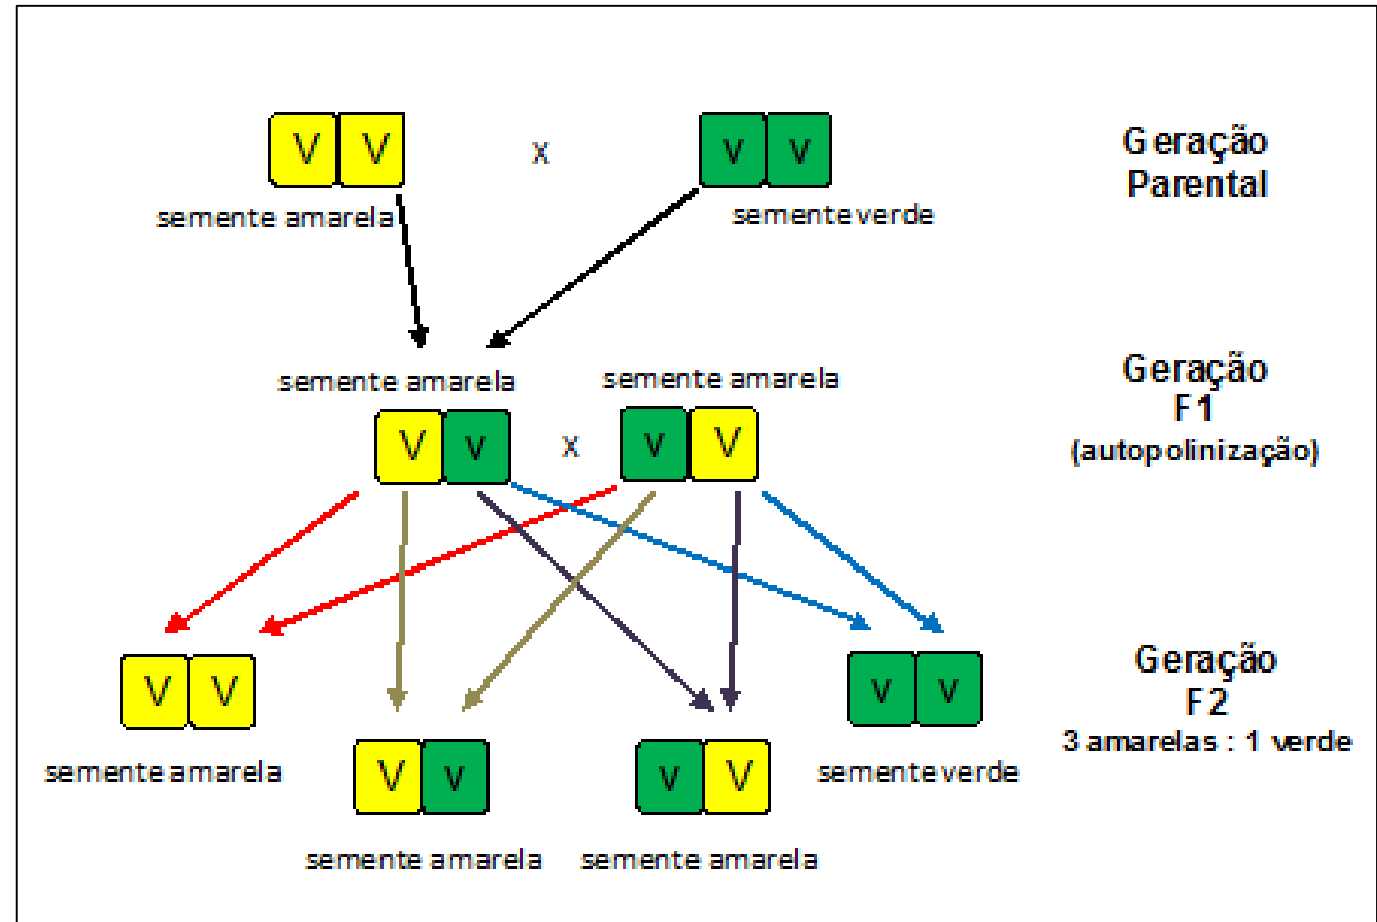 V V x v v
Geração
Parental
semente amarela semente verde
semente amarela semente amarela
Geração
F1
(autopolinização)
V v x v V
V V v v
Geração
F2
3 amarelas : 1 verde
semente amarela semente verde
V v v V
semente amarela semente amarela